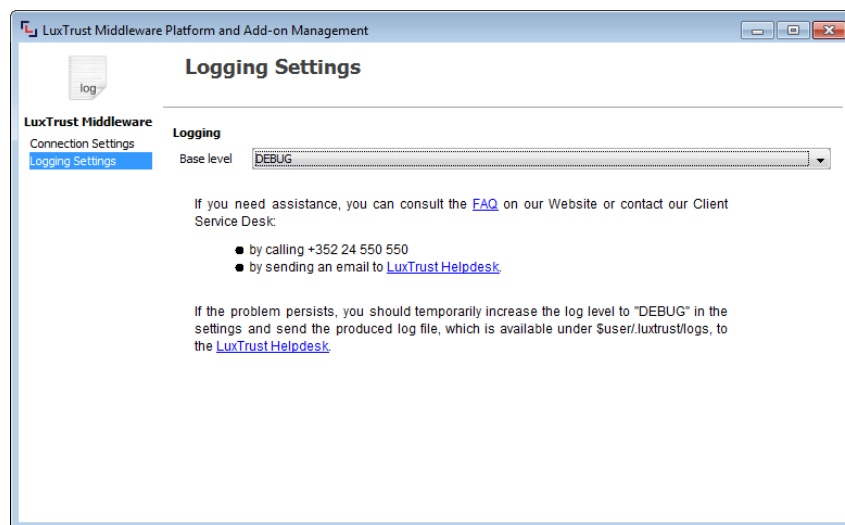 LuxTrust Middleware Platform and Add-on Management
log
Logging Settings
LuxTrust Middleware
Connection Settings
Logging Settings
Logging
Base level DEBUG
If you need assistance, you can consult the FAQ on our Website or contact our Client
Service Desk:
● by calling +352 24 550 550
● by sending an email to LuxTrust Helpdesk.
If the problem persists, you should temporarily increase the log level to "DEBUG" in the
settings and send the produced log file, which is available under $user/.luxtrust/logs, to
the LuxTrust Helpdesk.